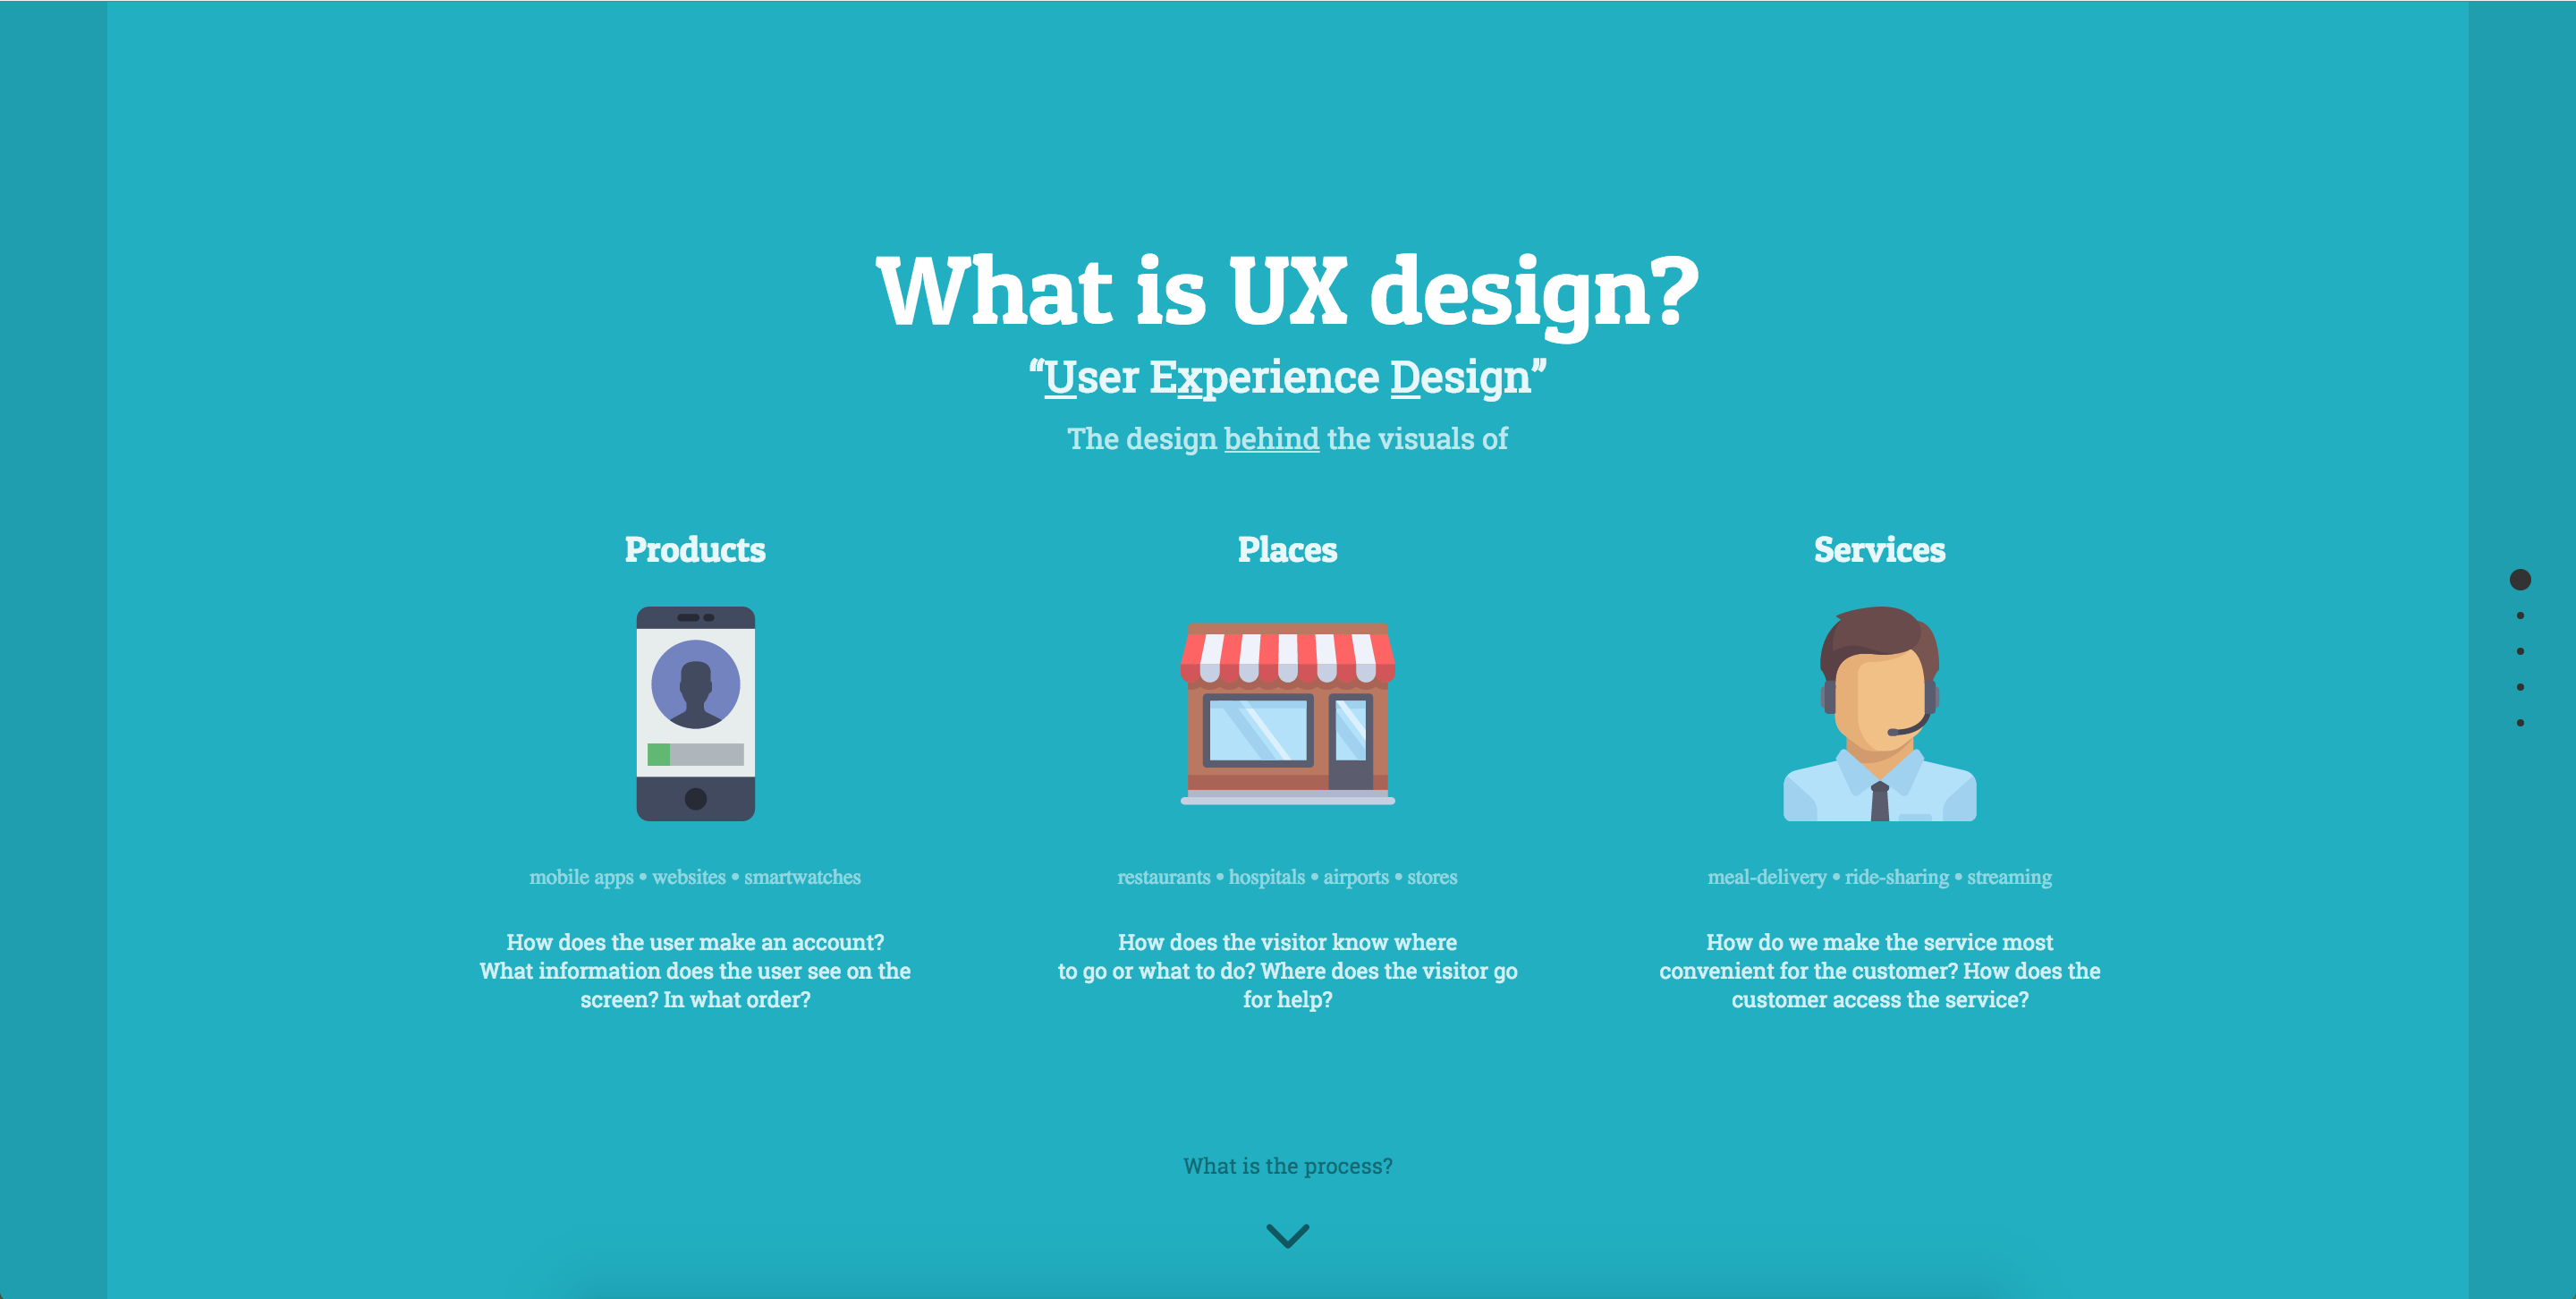 What is UX design?
“User Experience Design”
The design behind the visuals of
Products
mobile apps • websites • smartwatches
How does the user make an account?
What information does the user see on the
screen? In what order?
Places
restaurants • hospitals • airports • stores
How does the visitor know where
to go or what to do? Where does the visitor go
for help?
Services
meal-delivery • ride-sharing • streaming
How do we make the service most
convenient for the customer? How does the
customer access the service?
What is the process?